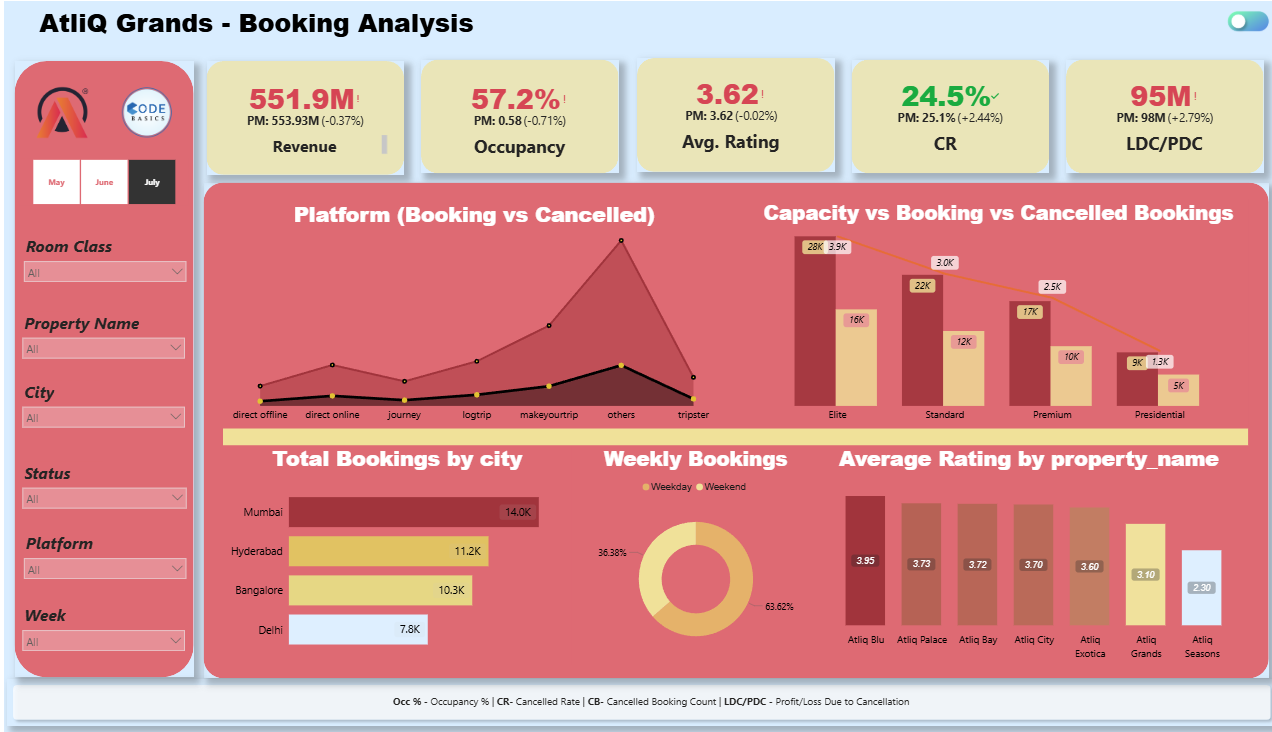 AtliQ Grands - Booking Analysis
®
CODE
BASICS
May
June
July
Room Class
All
Property Name
All
City
All
Status
All
Platform
All
Week
All
551.9M!
PM: 553.93M (-0.37%)
Revenue
57.2%!
PM: 0.58 (-0.71%)
Occupancy
3.62!
PM: 3.62 (-0.02%)
Avg. Rating
24.5%✓
PM: 25.1% (+2.44%)
CR
95M!
PM: 98M (+2.79%)
LDC/PDC
Platform (Booking vs Cancelled)
direct offline
direct online
journey
logtrip
makeyourtrip
others
tripster
Capacity vs Booking vs Cancelled Bookings
28K
3.9K
16K
3.0K
22K
12K
2.5K
17K
10K
9K
1.3K
5K
Elite
Standard
Premium
Presidential
Total Bookings by city
Mumbai
14.0K
Hyderabad
11.2K
Bangalore
10.3K
Delhi
7.8K
Weekly Bookings
Weekday
Weekend
36.38%
63.62%
Average Rating by property_name
3.95
3.73
3.72
3.70
3.60
3.10
2.30
Atliq Blu
Atliq Palace
Atliq Bay
Atliq City
Atliq
Exotica
Atliq
Grands
Atliq
Seasons
Occ % - Occupancy % | CR- Cancelled Rate | CB- Cancelled Booking Count | LDC/PDC - Profit/Loss Due to Cancellation